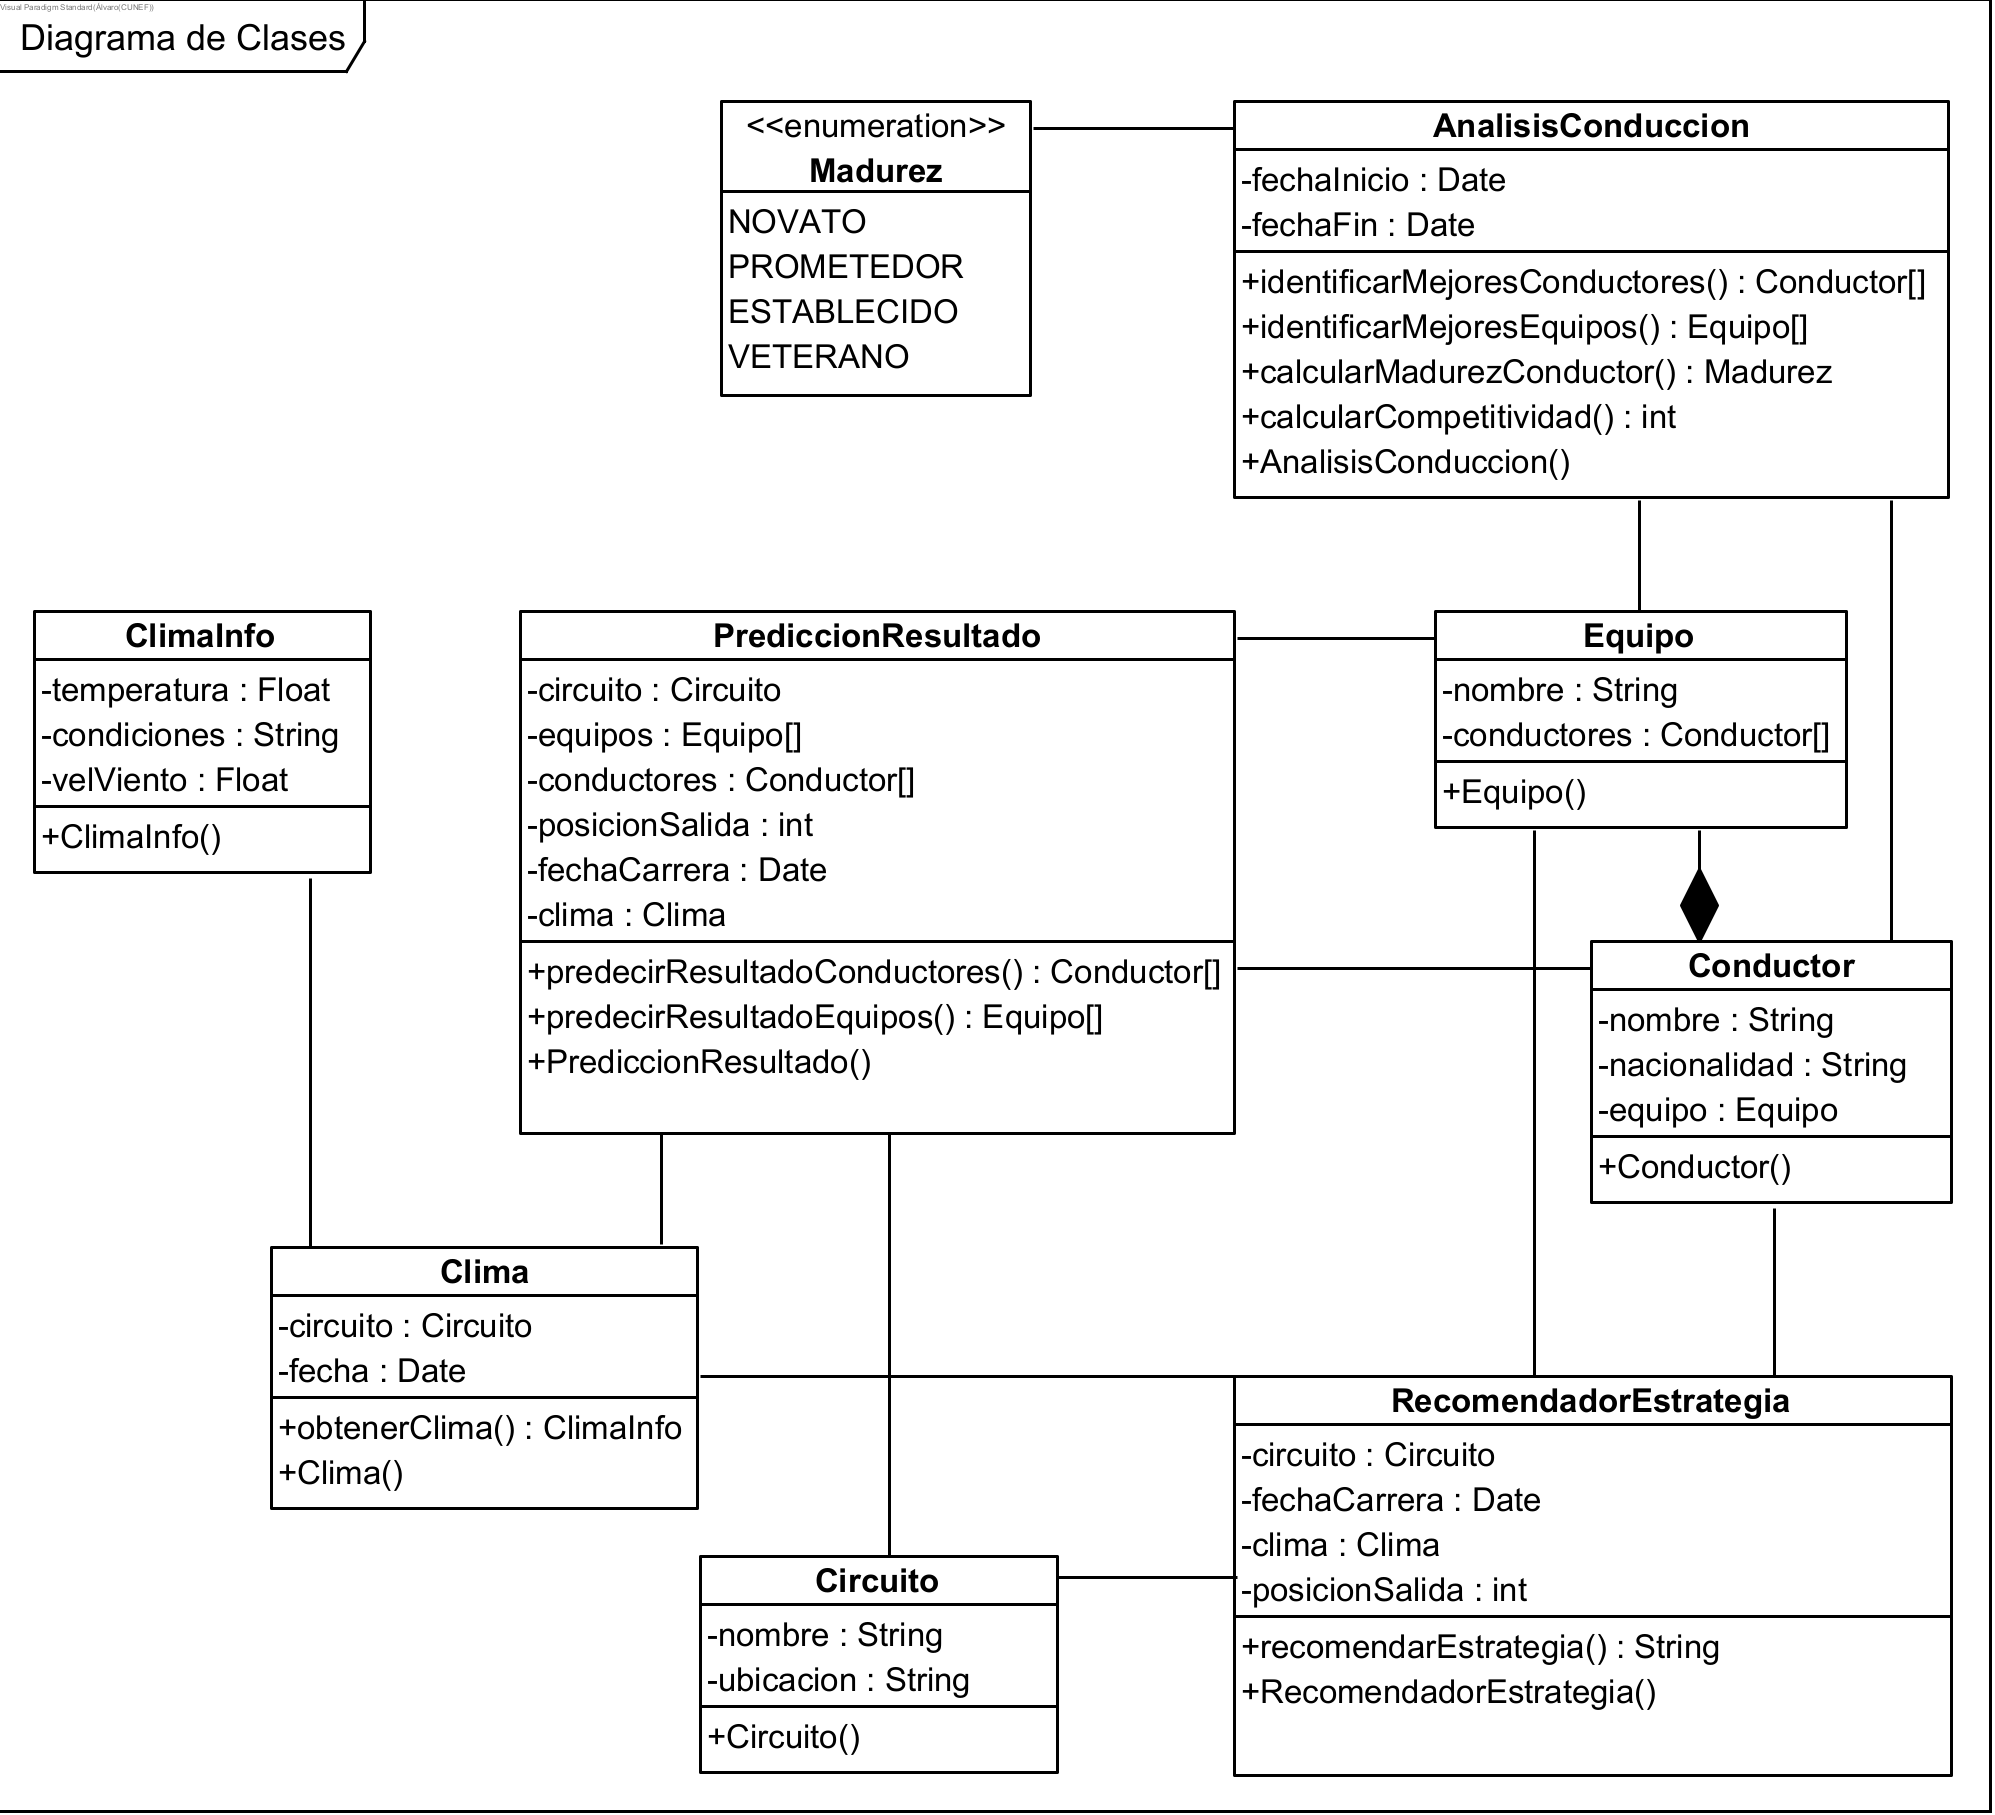 Visual Paradigm Standard(Álvaro(CUNEF))
Diagrama de Clases
<<enumeration>>
Madurez
NOVATO
PROMETEDOR
ESTABLECIDO
VETERANO
AnalisisConduccion
-fechaInicio : Date
-fechaFin : Date
+identificarMejoresConductores() : Conductor[]
+identificarMejoresEquipos() : Equipo[]
+calcularMadurezConductor() : Madurez
+calcularCompetitividad() : int
+AnalisisConduccion()
ClimaInfo
-temperatura : Float
-condiciones : String
-velViento : Float
+ClimaInfo()
PrediccionResultado
-circuito : Circuito
-equipos : Equipo[]
-conductores : Conductor[]
-posicionSalida : int
-fechaCarrera : Date
-clima : Clima
+predecirResultadoConductores() : Conductor[]
+predecirResultadoEquipos() : Equipo[]
+PrediccionResultado()
Equipo
-nombre : String
-conductores : Conductor[]
+Equipo()
Conductor
-nombre : String
-nacionalidad : String
-equipo : Equipo
+Conductor()
Clima
-circuito : Circuito
-fecha : Date
+obtenerClima() : ClimaInfo
+Clima()
RecomendadorEstrategia
-circuito : Circuito
-fechaCarrera : Date
-clima : Clima
-posicionSalida : int
+recomendarEstrategia() : String
+RecomendadorEstrategia()
Circuito
-nombre : String
-ubicacion : String
+Circuito()